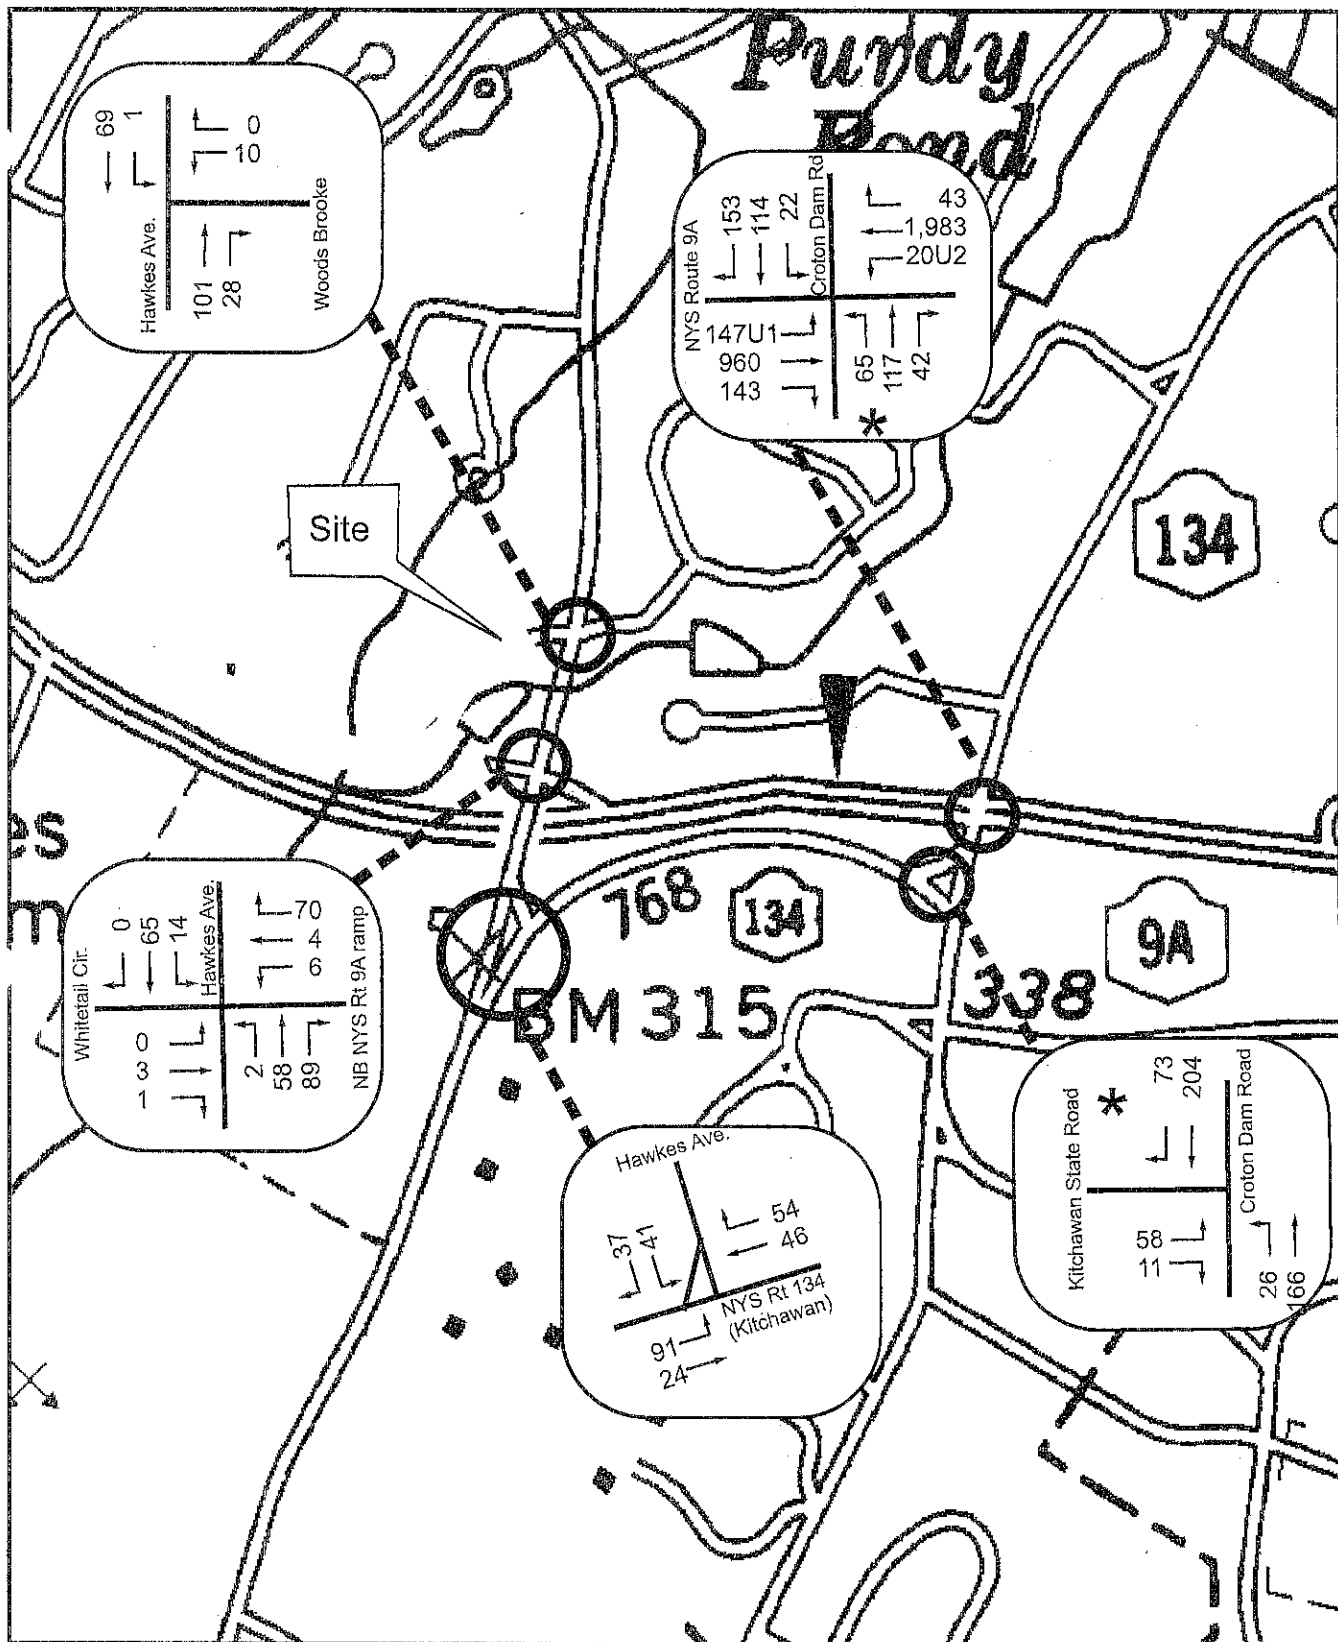 Purdy
Pond
69
1
Hawkes Ave.
0
10
101
28
Woods Brooke
NYS Route 9A
153
114
22
Croton Dam Rd
43
1,983
20U2
147U1
960
143
65
117
42
*
Site
134
es
m
Whitetail Cir.
0
65
14
Hawkes Ave.
70
4
6
0
3
1
2
58
89
NB NYS Rt 9A ramp
768
134
9A
BM 315
338
Hawkes Ave.
37
41
54
46
91
24
NYS Rt 134
(Kitchawan)
Kitchawan State Road
*
73
204
58
11
Croton Dam Road
26
166